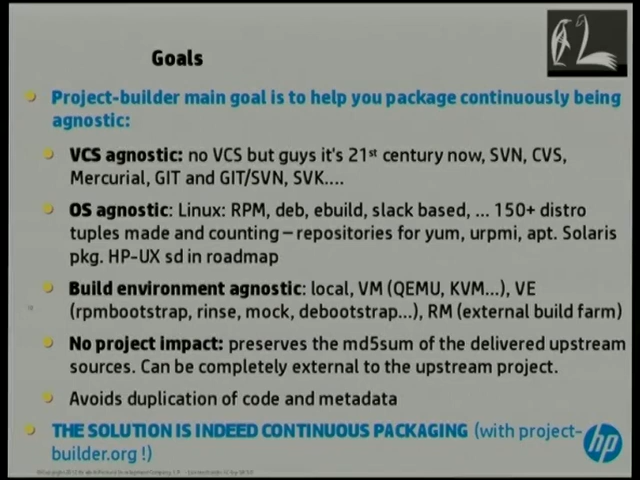 Goals
Project-builder main goal is to help you package continuously being
agnostic:
VCS agnostic: no VCS but guys it's 21st century now, SVN, CVS,
Mercurial, GIT and GIT/SVN, SVK....
OS agnostic: Linux: RPM, deb, ebuild, slack based, ... 150+ distro
tuples made and counting – repositories for yum, urpmi, apt. Solaris
pkg. HP-UX sd in roadmap
Build environment agnostic: local, VM (QEMU, KVM...), VE
(rpmbootstrap, rinse, mock, debootstrap...), RM (external build farm)
No project impact: preserves the md5sum of the delivered upstream
sources. Can be completely external to the upstream project.
Avoids duplication of code and metadata
THE SOLUTION IS INDEED CONTINUOUS PACKAGING (with project-
builder.org !)
hp